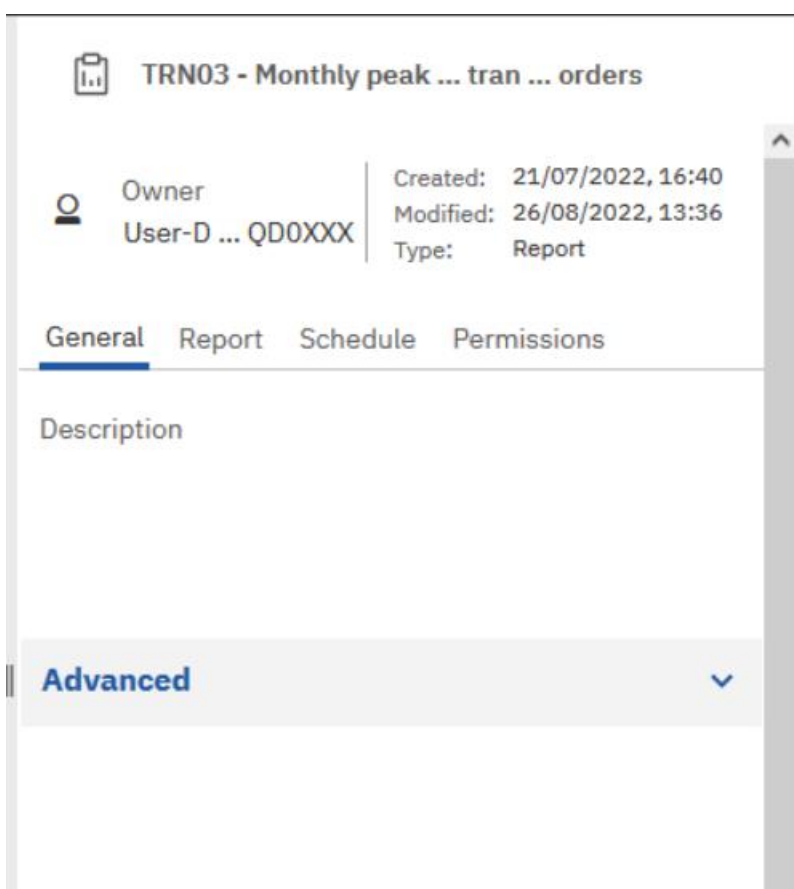 TRN03 - Monthly peak ... tran ... orders
Owner
User-D ... QD0XXX
Created: 21/07/2022, 16:40
Modified: 26/08/2022, 13:36
Type: Report
General Report Schedule Permissions
Description
Advanced